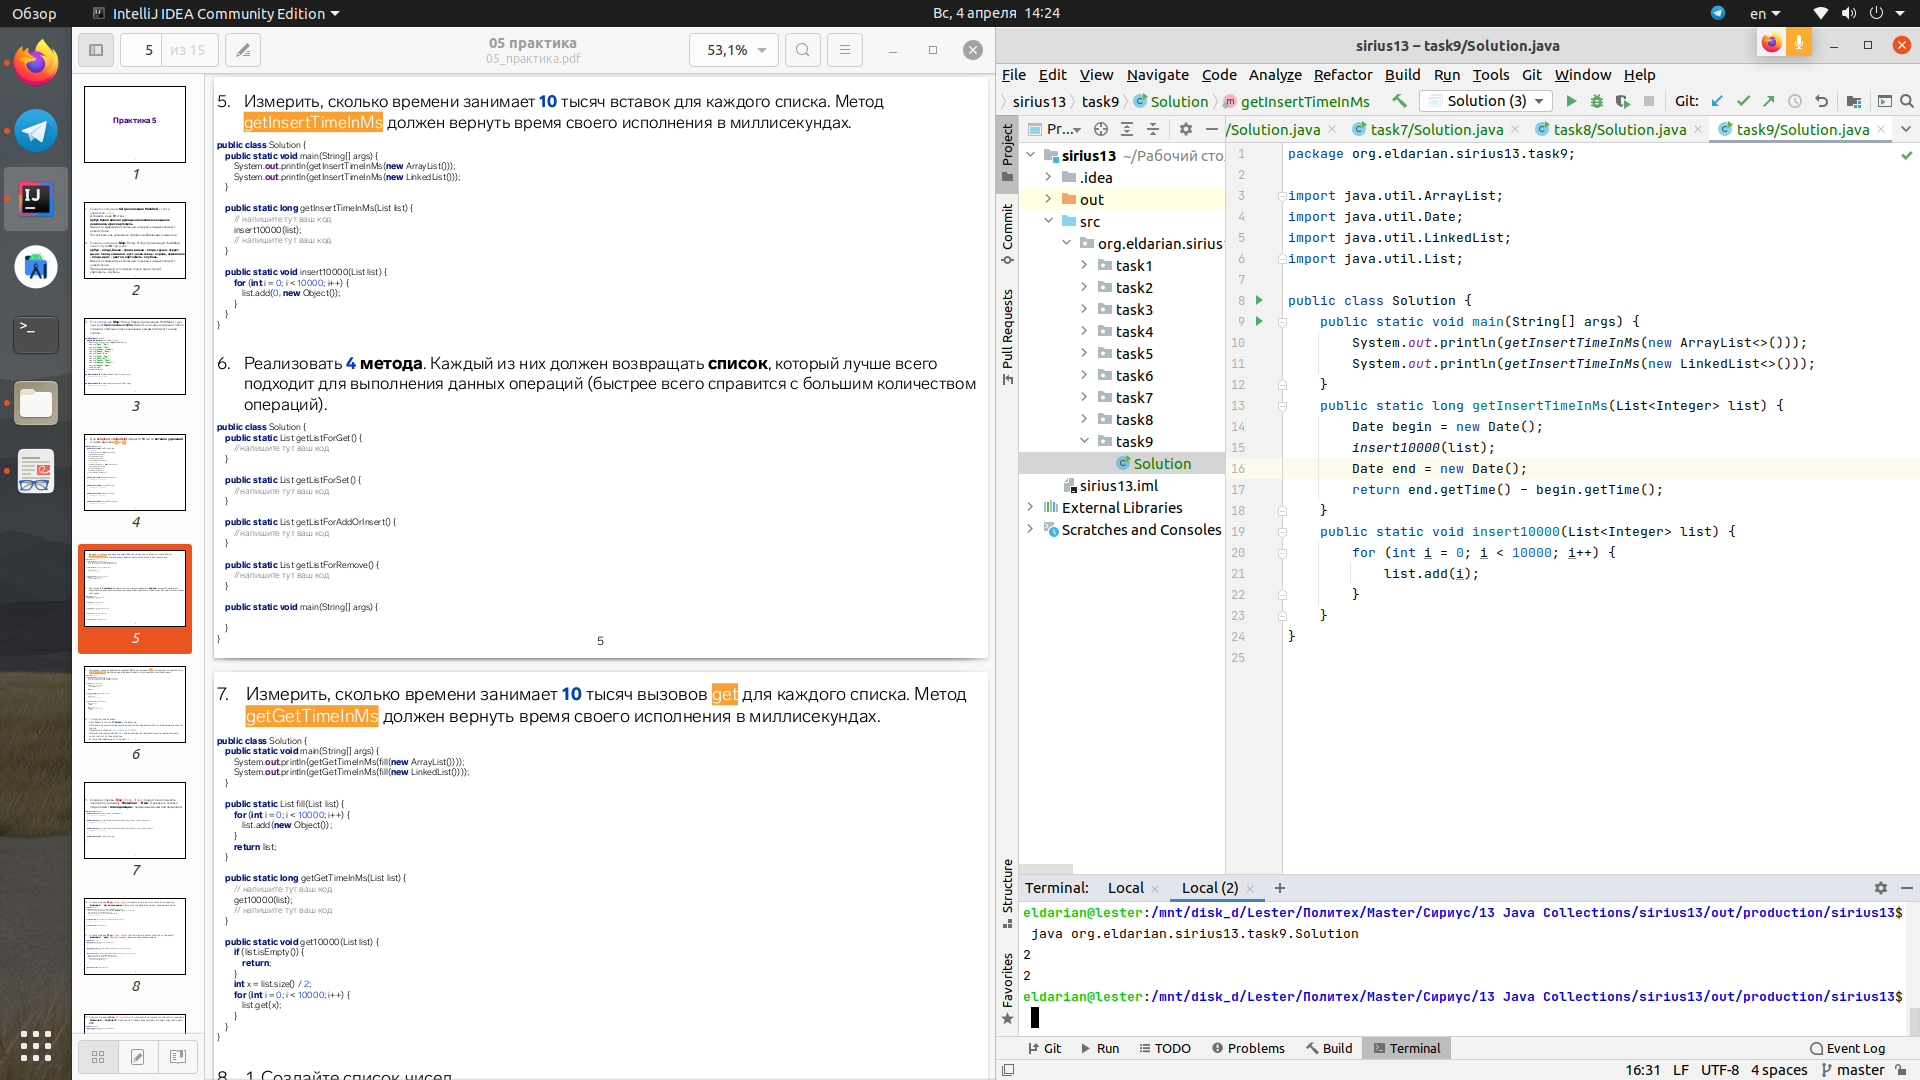 Обзор
IntelliJ IDEA Community Edition
Вс, 4 апреля 14:24
en
5
из 15
05 практика
05_практика.pdf
53,1%
Практика 5
1
2
3
4
5
6
7
8
5. Измерить, сколько времени занимает 10 тысяч вставок для каждого списка. Метод
getInsertTimeInMs должен вернуть время своего исполнения в миллисекундах.
public class Solution {
public static void main(String[] args) {
System.out.println(getInsertTimeInMs(new ArrayList()));
System.out.println(getInsertTimeInMs(new LinkedList()));
}
public static long getInsertTimeInMs(List list) {
// напишите тут ваш код
insert10000(list);
// напишите тут ваш код
}
public static void insert10000(List list) {
for (int i = 0; i < 10000; i++) {
list.add(0, new Object());
}
}
}
6. Реализовать 4 метода. Каждый из них должен возвращать список, который лучше всего
подходит для выполнения данных операций (быстрее всего справится с большим количеством
операций).
public class Solution {
public static List getListForGet() {
//напишите тут ваш код
}
public static List getListForSet() {
//напишите тут ваш код
}
public static List getListForAddOrInsert() {
//напишите тут ваш код
}
public static List getListForRemove() {
//напишите тут ваш код
}
public static void main(String[] args) {
}
}
5
7. Измерить, сколько времени занимает 10 тысяч вызовов get для каждого списка. Метод
getGetTimeInMs должен вернуть время своего исполнения в миллисекундах.
public class Solution {
public static void main(String[] args) {
System.out.println(getGetTimeInMs(fill(new ArrayList())));
System.out.println(getGetTimeInMs(fill(new LinkedList())));
}
public static List fill(List list) {
for (int i = 0; i < 10000; i++) {
list.add(new Object());
}
return list;
}
public static long getGetTimeInMs(List list) {
// напишите тут ваш код
get10000(list);
// напишите тут ваш код
}
public static void get10000(List list) {
if (list.isEmpty()) {
return;
}
int x = list.size() / 2;
for (int i = 0; i < 10000; i++) {
list.get(x);
}
}
}
8. 1. Создайте список чисел
sirius13 – task9/Solution.java
File Edit View Navigate Code Analyze Refactor Build Run Tools Git Window Help
sirius13 task9 Solution getInsertTimeInMs
Solution (3)
Git:
Pr...
/Solution.java
task7/Solution.java
task8/Solution.java
task9/Solution.java
Project
Commit
Pull Requests
Structure
Favorites
sirius13 ~/Рабочий сто
.idea
out
src
org.eldarian.sirius
task1
task2
task3
task4
task5
task6
task7
task8
task9
Solution
sirius13.iml
External Libraries
Scratches and Consoles
1 package org.eldarian.sirius13.task9;
2
3 import java.util.ArrayList;
4 import java.util.Date;
5 import java.util.LinkedList;
6 import java.util.List;
7
8 public class Solution {
9 public static void main(String[] args) {
10 System.out.println(getInsertTimeInMs(new ArrayList<>()));
11 System.out.println(getInsertTimeInMs(new LinkedList<>()));
12 }
13 public static long getInsertTimeInMs(List<Integer> list) {
14 Date begin = new Date();
15 insert10000(list);
16 Date end = new Date();
17 return end.getTime() - begin.getTime();
18 }
19 public static void insert10000(List<Integer> list) {
20 for (int i = 0; i < 10000; i++) {
21 list.add(i);
22 }
23 }
24 }
25
Terminal: Local Local (2)
eldarian@lester:/mnt/disk_d/Lester/Политех/Master/Сириус/13 Java Collections/sirius13/out/production/sirius13$
java org.eldarian.sirius13.task9.Solution
2
2
eldarian@lester:/mnt/disk_d/Lester/Политех/Master/Сириус/13 Java Collections/sirius13/out/production/sirius13$
Git Run TODO Problems Build Terminal Event Log
16:31 LF UTF-8 4 spaces master